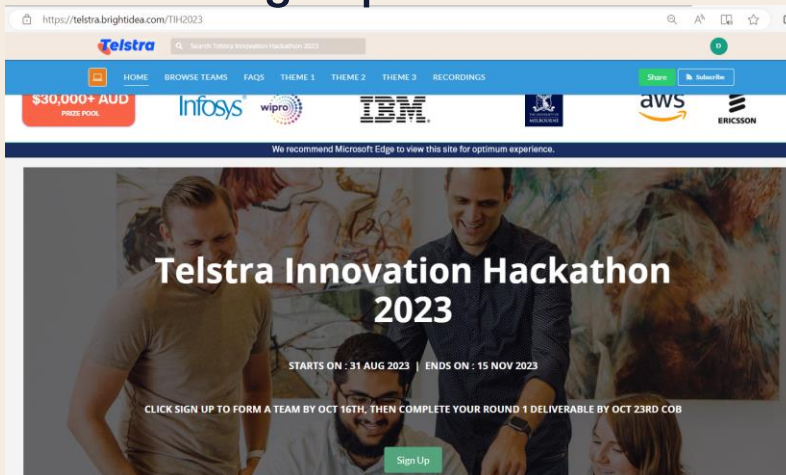 https://telstra.brightidea.com/TIH2023
Telstra
Search Telstra Innovation Hackathon 2023
HOME BROWSE TEAMS FAQS THEME 1 THEME 2 THEME 3 RECORDINGS
Share Subscribe
$30,000+ AUD
PRIZE POOL
Infosys wipro IBM aws ERICSSON
We recommend Microsoft Edge to view this site for optimum experience.
Telstra Innovation Hackathon
2023
STARTS ON : 31 AUG 2023 | ENDS ON : 15 NOV 2023
CLICK SIGN UP TO FORM A TEAM BY OCT 16TH, THEN COMPLETE YOUR ROUND 1 DELIVERABLE BY OCT 23RD COB
Sign Up